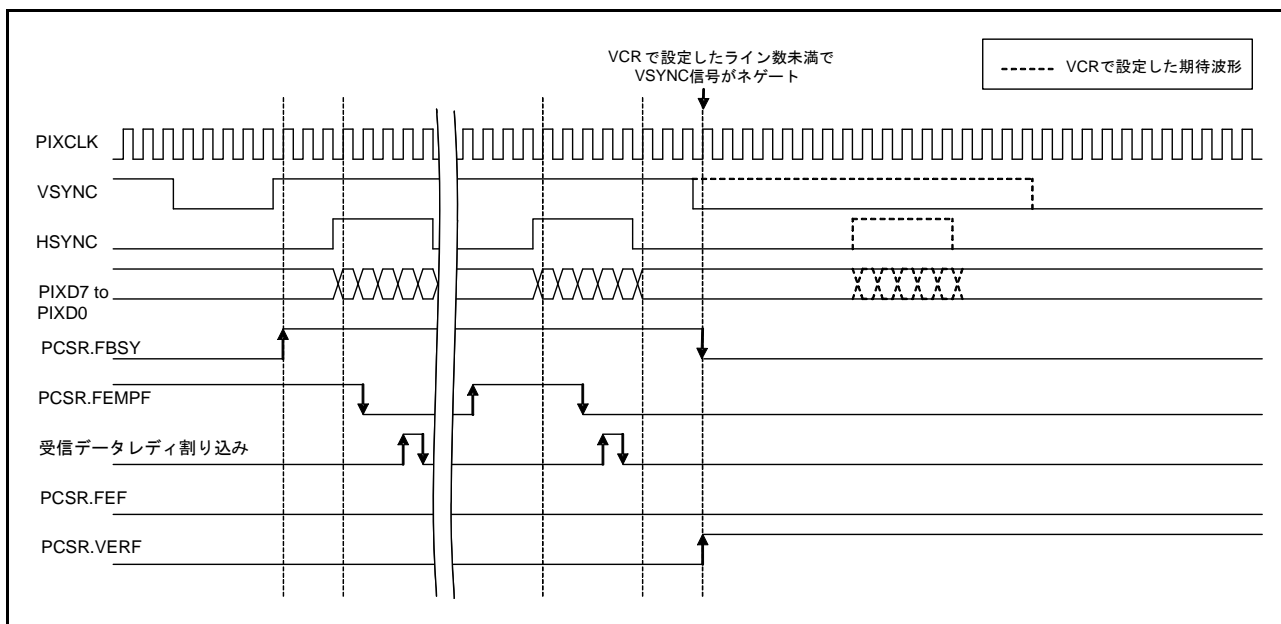 VCR で設定したライン数未満で
VSYNC信号がネゲート
VCRで設定した期待波形
PIXCLK
VSYNC
HSYNC
PIXD7 to
PIXD0
PCSR.FBSY
PCSR.FEMPF
受信データレディ割り込み
PCSR.FEF
PCSR.VERF